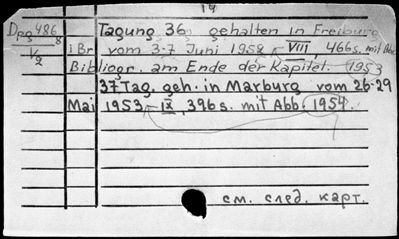 14
Dpg 486/8 Tagung 36 gehalten in Freiburg
1/2 i Br vom 3-7 Juni 1952 VIII, 466s. mit Abb.
Bibliogr. am Ende der Kapitel. 1953
37 Tag. geh. in Marburg vom 26-29
Mai 1953 IX, 396s. mit Abb. 1954.
см. след. карт.